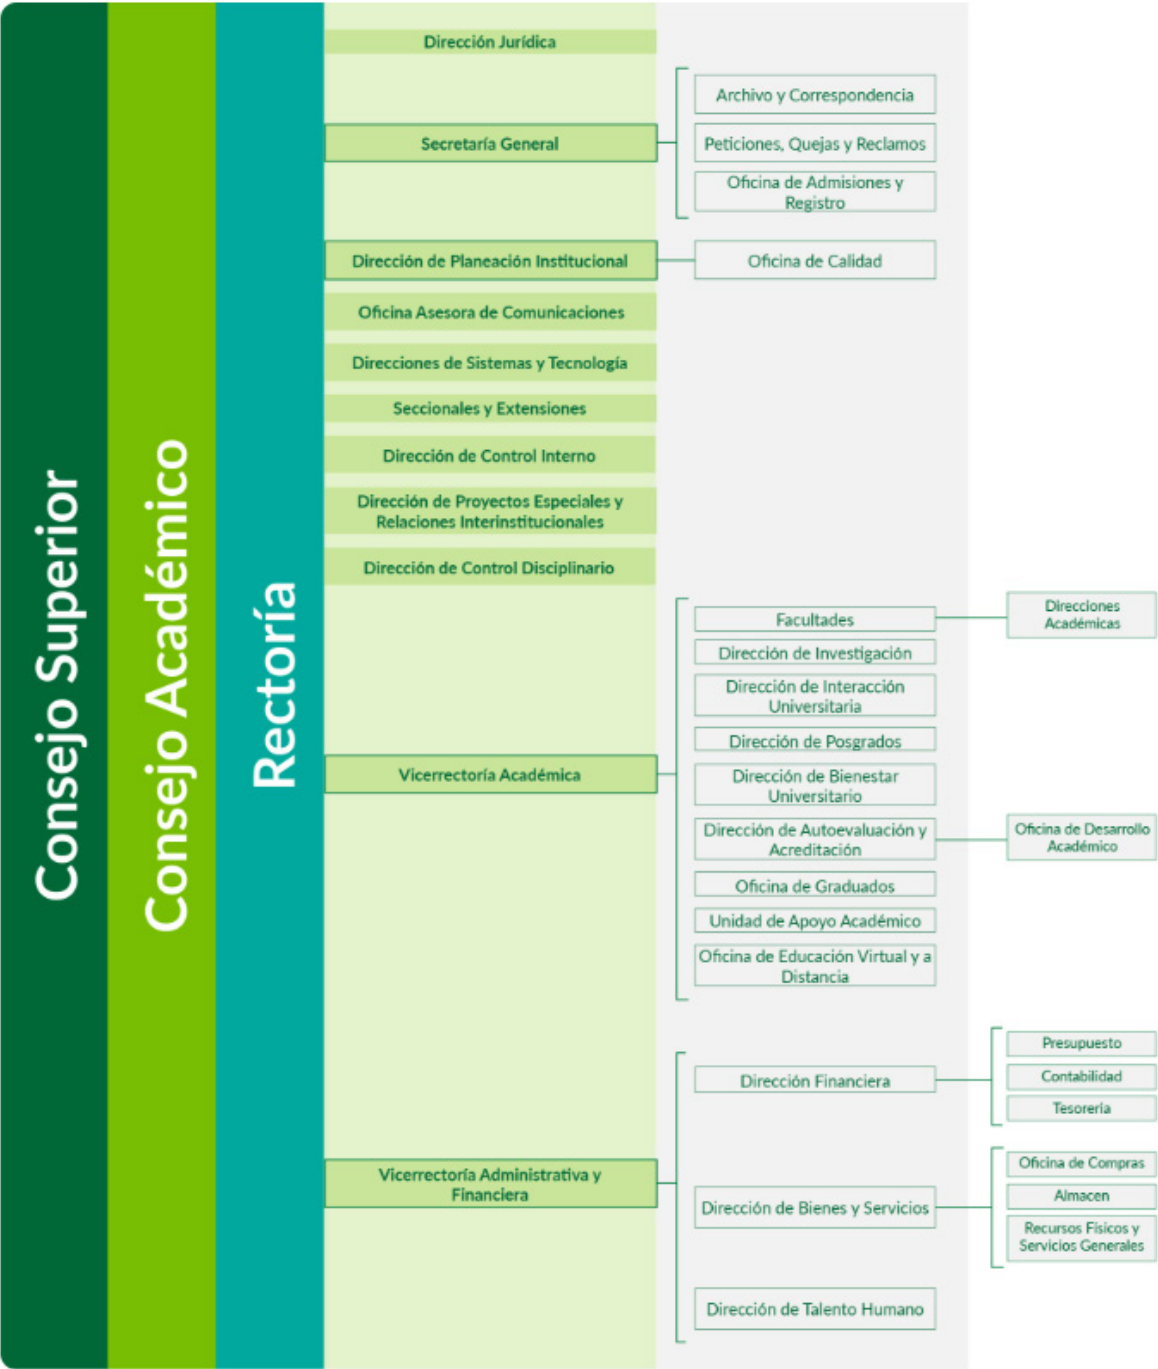 Consejo Superior
Consejo Académico
Rectoría
Dirección Jurídica
Secretaría General
Archivo y Correspondencia
Peticiones, Quejas y Reclamos
Oficina de Admisiones y
Registro
Dirección de Planeación Institucional
Oficina de Calidad
Oficina Asesora de Comunicaciones
Direcciones de Sistemas y Tecnología
Seccionales y Extensiones
Dirección de Control Interno
Dirección de Proyectos Especiales y
Relaciones Interinstitucionales
Dirección de Control Disciplinario
Vicerrectoría Académica
Facultades
Direcciones
Académicas
Dirección de Investigación
Dirección de Interacción
Universitaria
Dirección de Posgrados
Dirección de Bienestar
Universitario
Dirección de Autoevaluación y
Acreditación
Oficina de Desarrollo
Académico
Oficina de Graduados
Unidad de Apoyo Académico
Oficina de Educación Virtual y a
Distancia
Vicerrectoría Administrativa y
Financiera
Dirección Financiera
Presupuesto
Contabilidad
Tesorería
Dirección de Bienes y Servicios
Oficina de Compras
Almacen
Recursos Físicos y
Servicios Generales
Dirección de Talento Humano